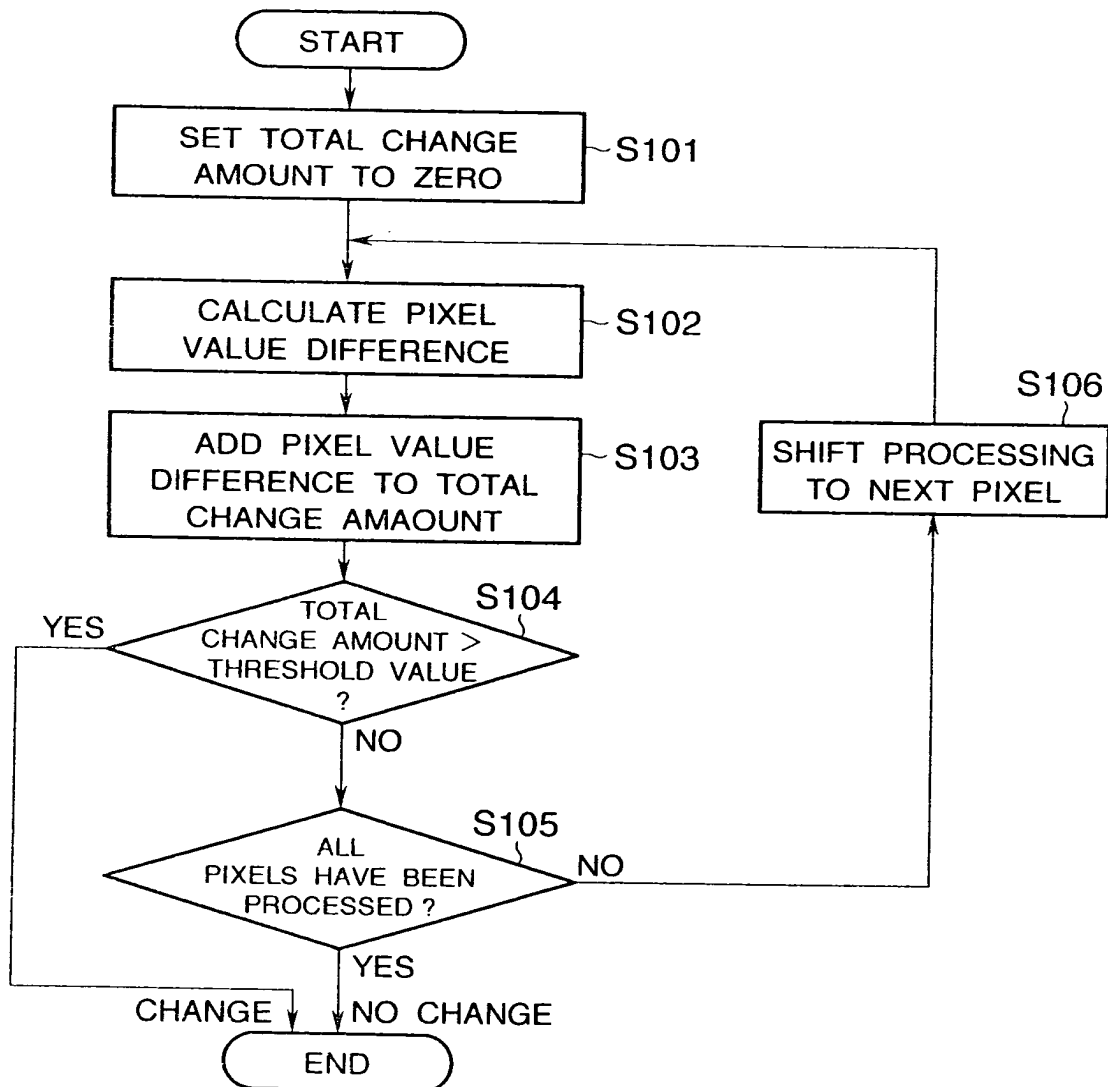 START
SET TOTAL CHANGE
AMOUNT TO ZERO
S101
CALCULATE PIXEL
VALUE DIFFERENCE
S102
ADD PIXEL VALUE
DIFFERENCE TO TOTAL
CHANGE AMAOUNT
S103
S106
SHIFT PROCESSING
TO NEXT PIXEL
S104
YES
TOTAL
CHANGE AMOUNT >
THRESHOLD VALUE
?
NO
S105
ALL
PIXELS HAVE BEEN
PROCESSED ?
NO
YES
CHANGE
NO CHANGE
END